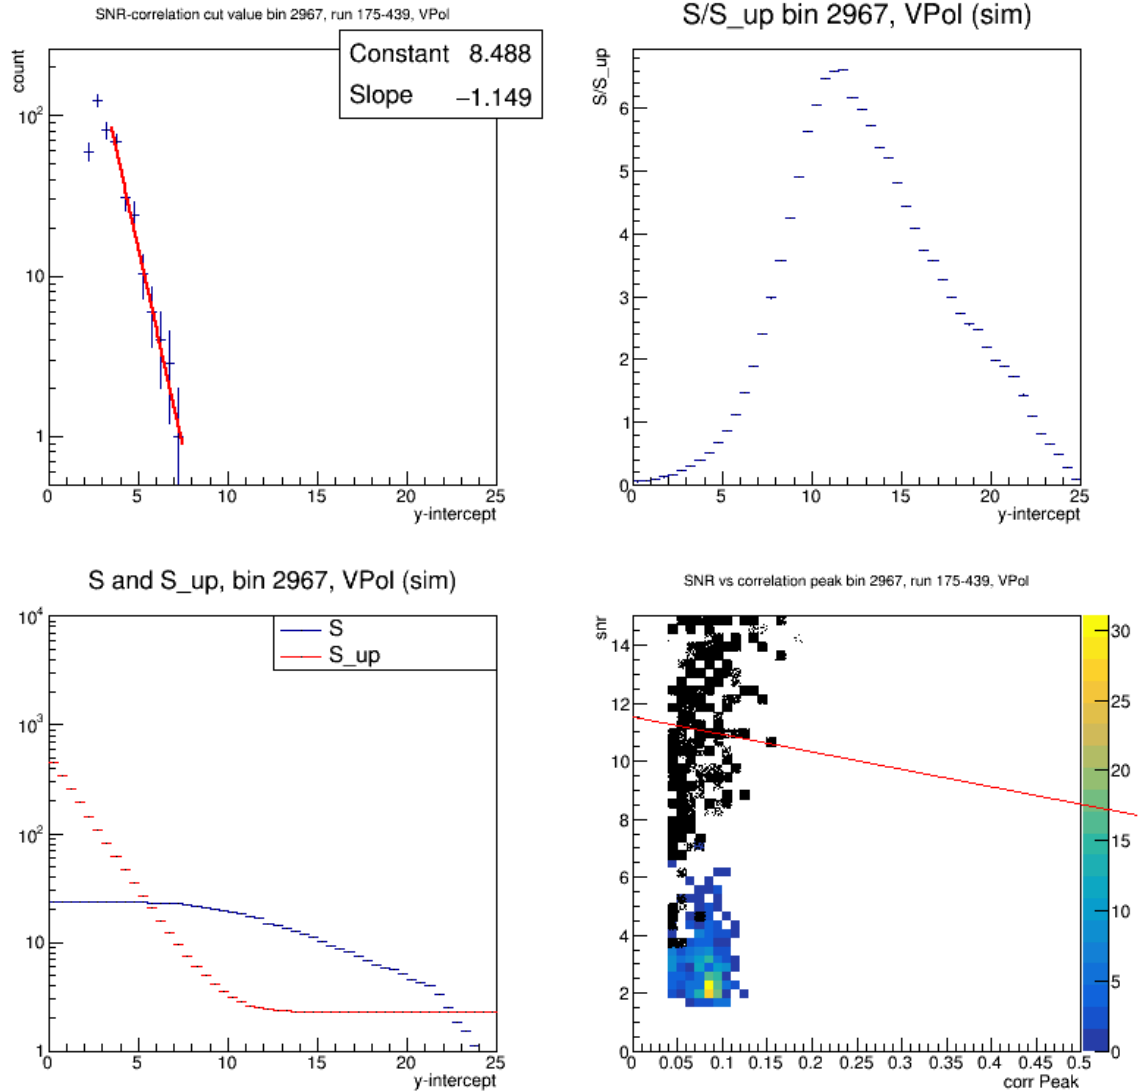 SNR-correlation cut value bin 2967, run 175-439, VPol
count
Constant 8.488
Slope −1.149
10²
10
1
0 5 10 15 20 25
y-intercept
S/S_up bin 2967, VPol (sim)
S/S_up
6
5
4
3
2
1
0
0 5 10 15 20 25
y-intercept
S and S_up, bin 2967, VPol (sim)
S
S_up
10⁴
10³
10²
10
1
0 5 10 15 20 25
y-intercept
SNR vs correlation peak bin 2967, run 175-439, VPol
snr
14
12
10
8
6
4
2
0
0 0.05 0.1 0.15 0.2 0.25 0.3 0.35 0.4 0.45 0.5
corr Peak
30
25
20
15
10
5
0